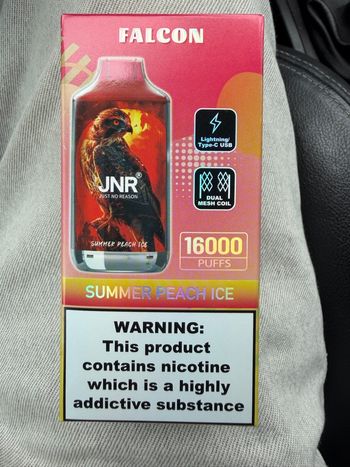 FALCON
Lightning/
Type-C USB
JNR®
JUST NO REASON
DUAL
MESH COIL
SUMMER PEACH ICE
16000
PUFFS
SUMMER PEACH ICE
WARNING:
This product
contains nicotine
which is a highly
addictive substance